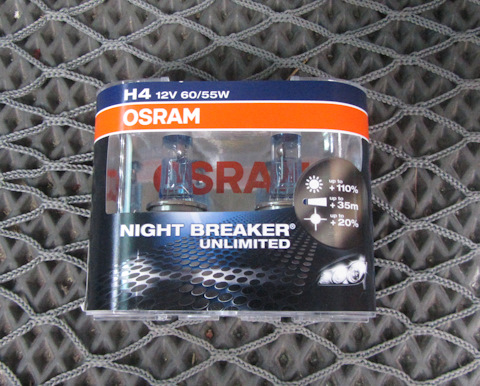 H4 12V 60/55W
OSRAM
OSRAM
up to
+ 110%
up to
+ 35m
up to
+ 20%
NIGHT BREAKER®
UNLIMITED